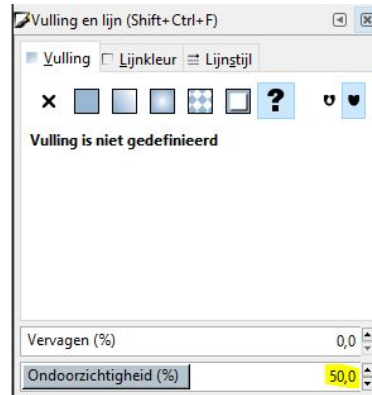 Vulling en lijn (Shift+Ctrl+F)
Vulling Lijnkleur Lijnstijl
?
Vulling is niet gedefinieerd
Vervagen (%) 0,0
Ondoorzichtigheid (%) 50,0